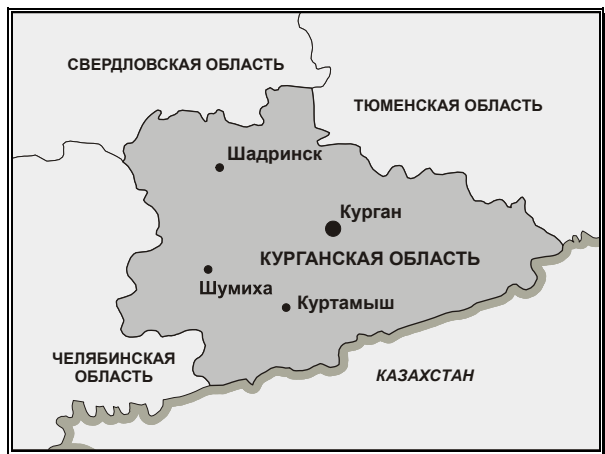 СВЕРДЛОВСКАЯ ОБЛАСТЬ
ТЮМЕНСКАЯ ОБЛАСТЬ
Шадринск
Курган
КУРГАНСКАЯ ОБЛАСТЬ
Шумиха
Куртамыш
ЧЕЛЯБИНСКАЯ
ОБЛАСТЬ
КАЗАХСТАН